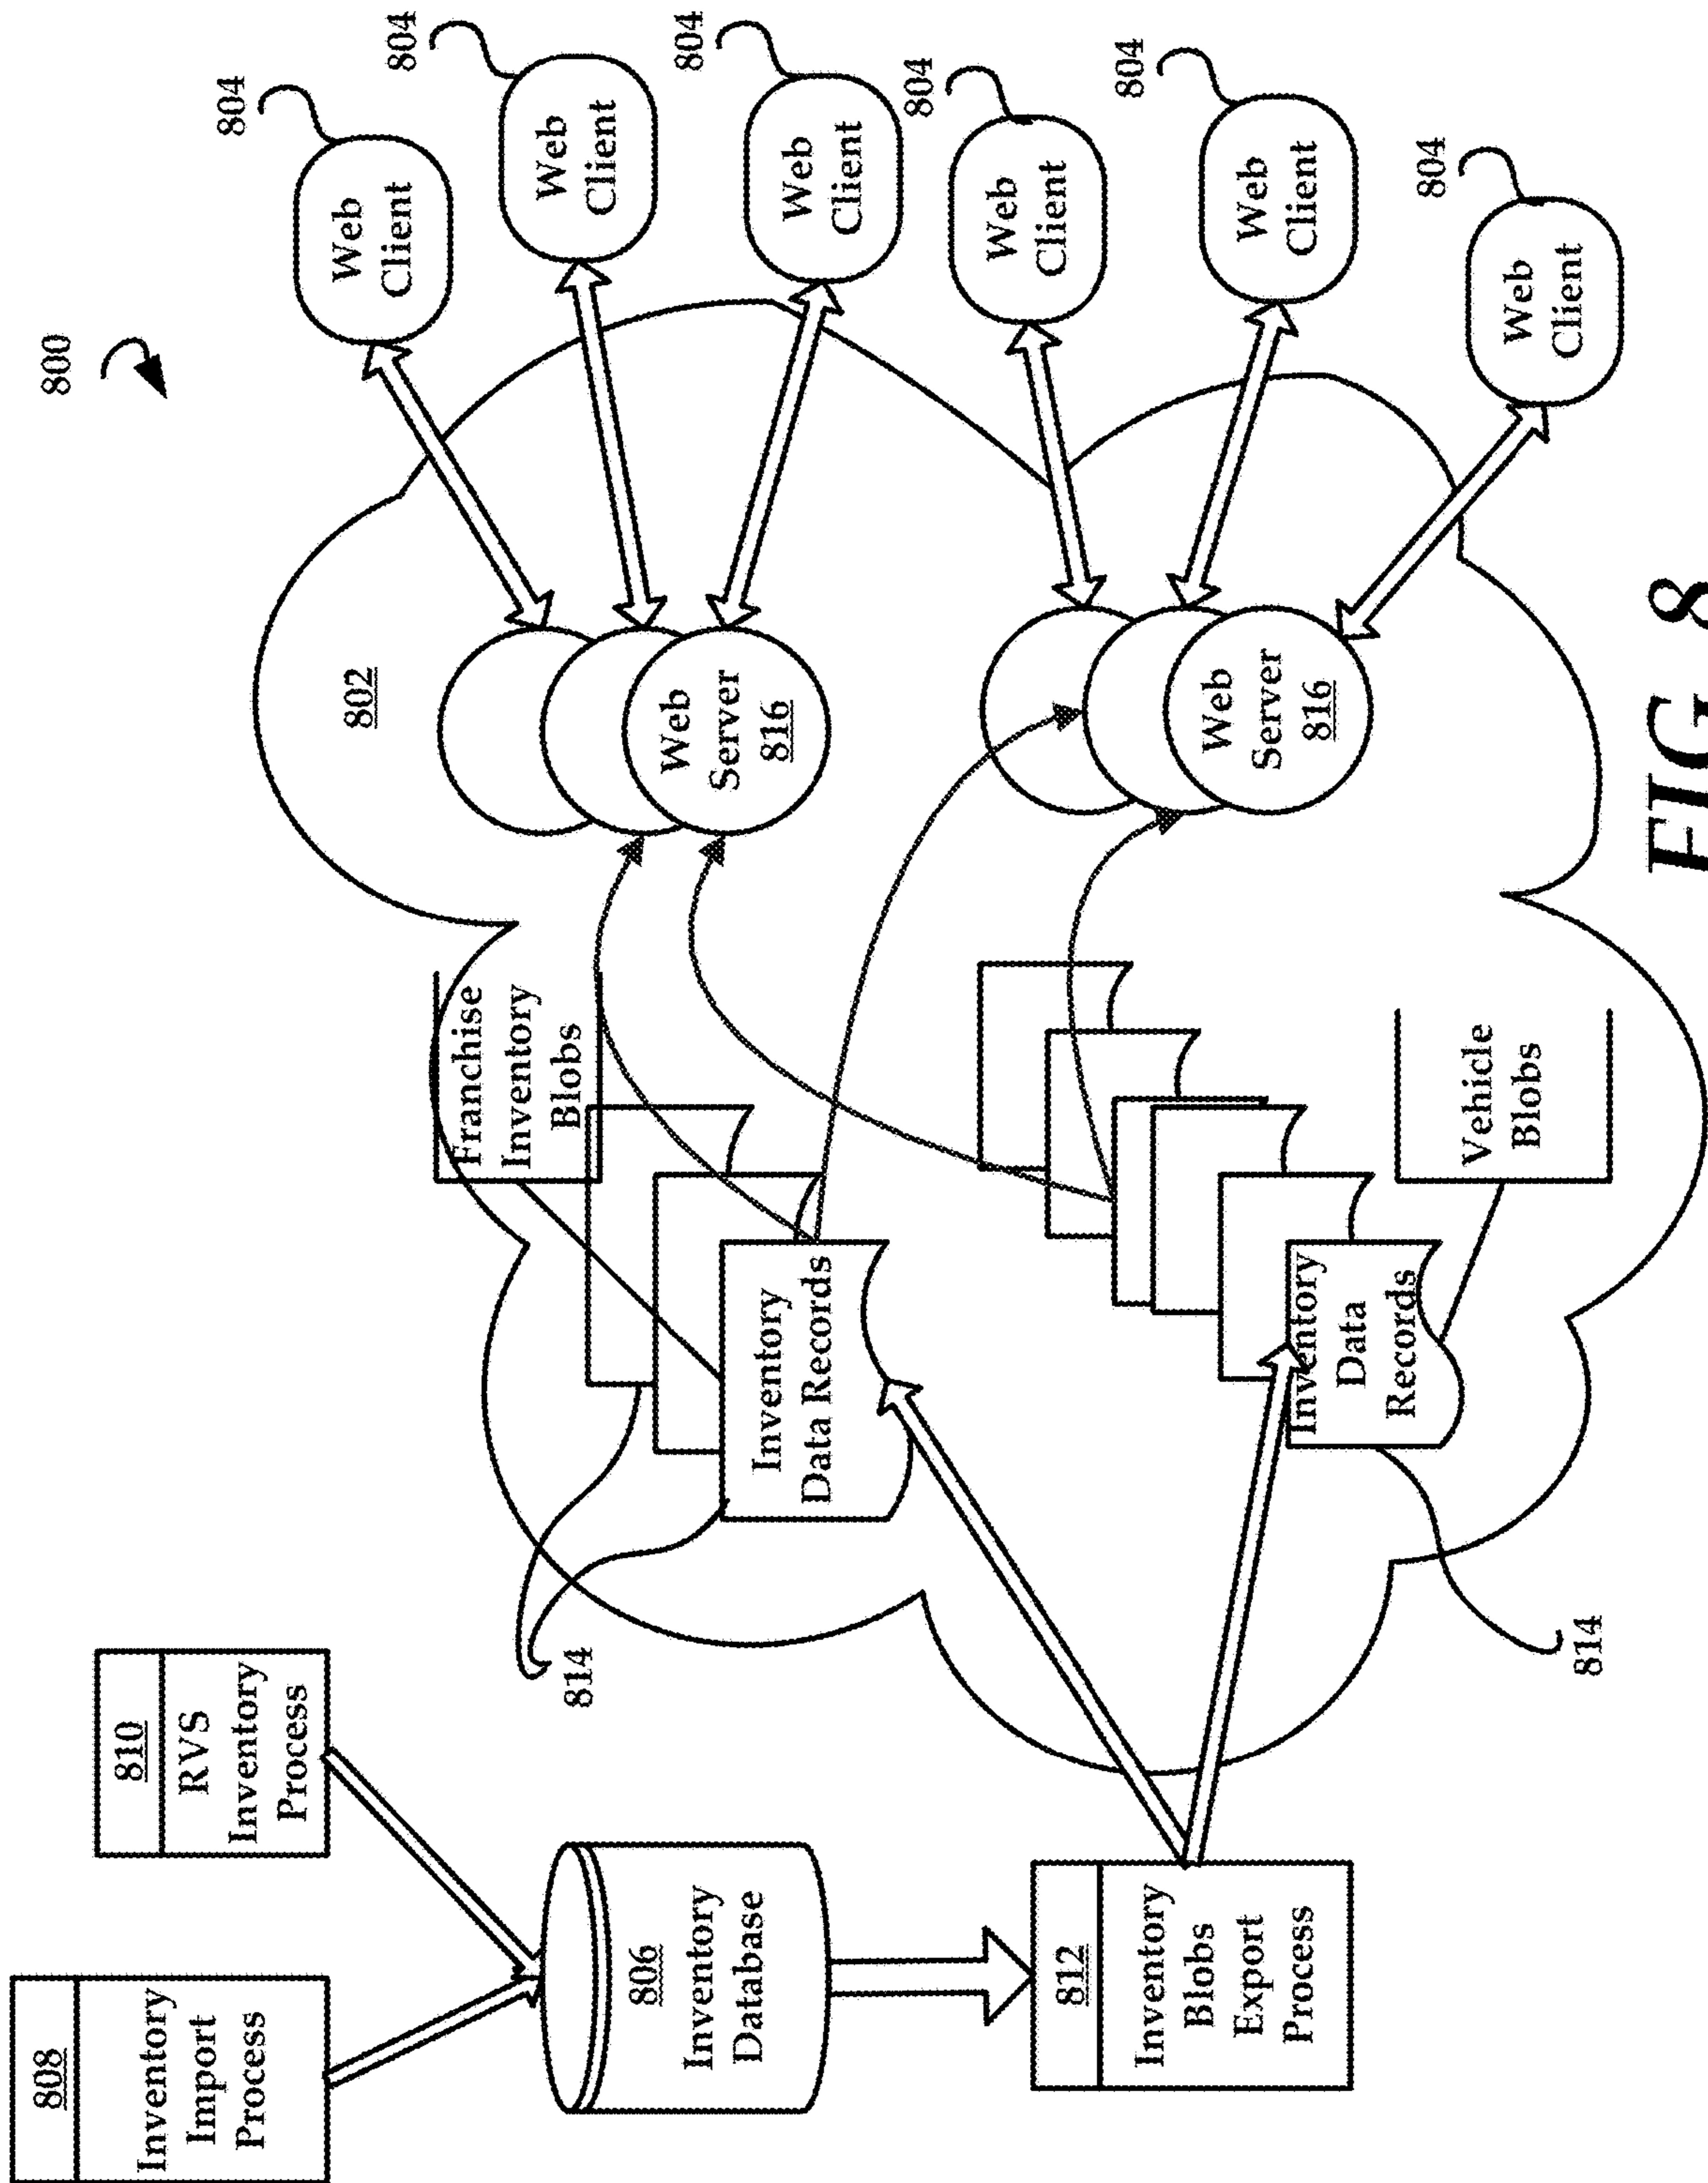 800
808
Inventory
Import
Process
810
RVS
Inventory
Process
806
Inventory
Database
812
Inventory
Blobs
Export
Process
802
814
Franchise
Inventory
Blobs
Inventory
Data Records
Inventory
Data
Records
814
Vehicle
Blobs
Web
Server
816
Web
Server
816
804
Web
Client
804
Web
Client
804
Web
Client
804
Web
Client
804
Web
Client
804
Web
Client
FIG 8